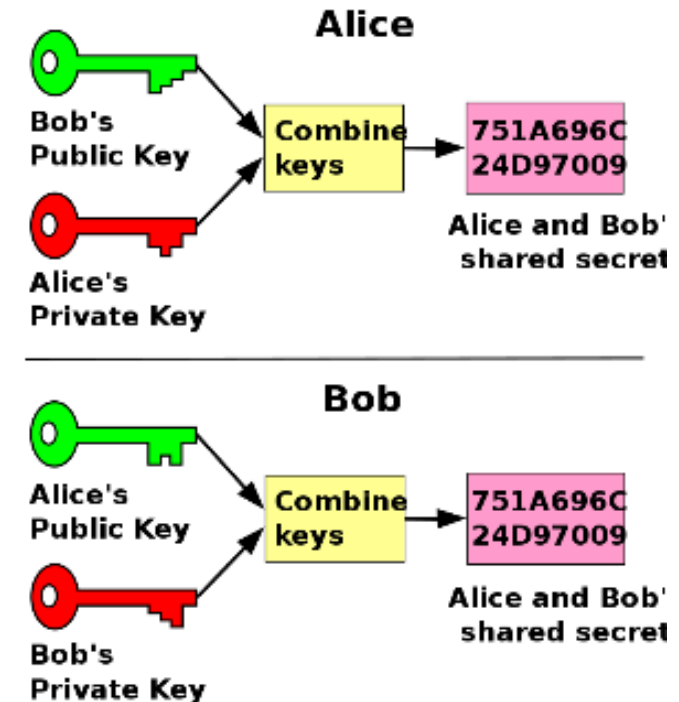 Alice
Bob's
Public Key
Combine
keys
751A696C
24D97009
Alice and Bob'
shared secret
Alice's
Private Key
Bob
Alice's
Public Key
Combine
keys
751A696C
24D97009
Alice and Bob'
shared secret
Bob's
Private Key